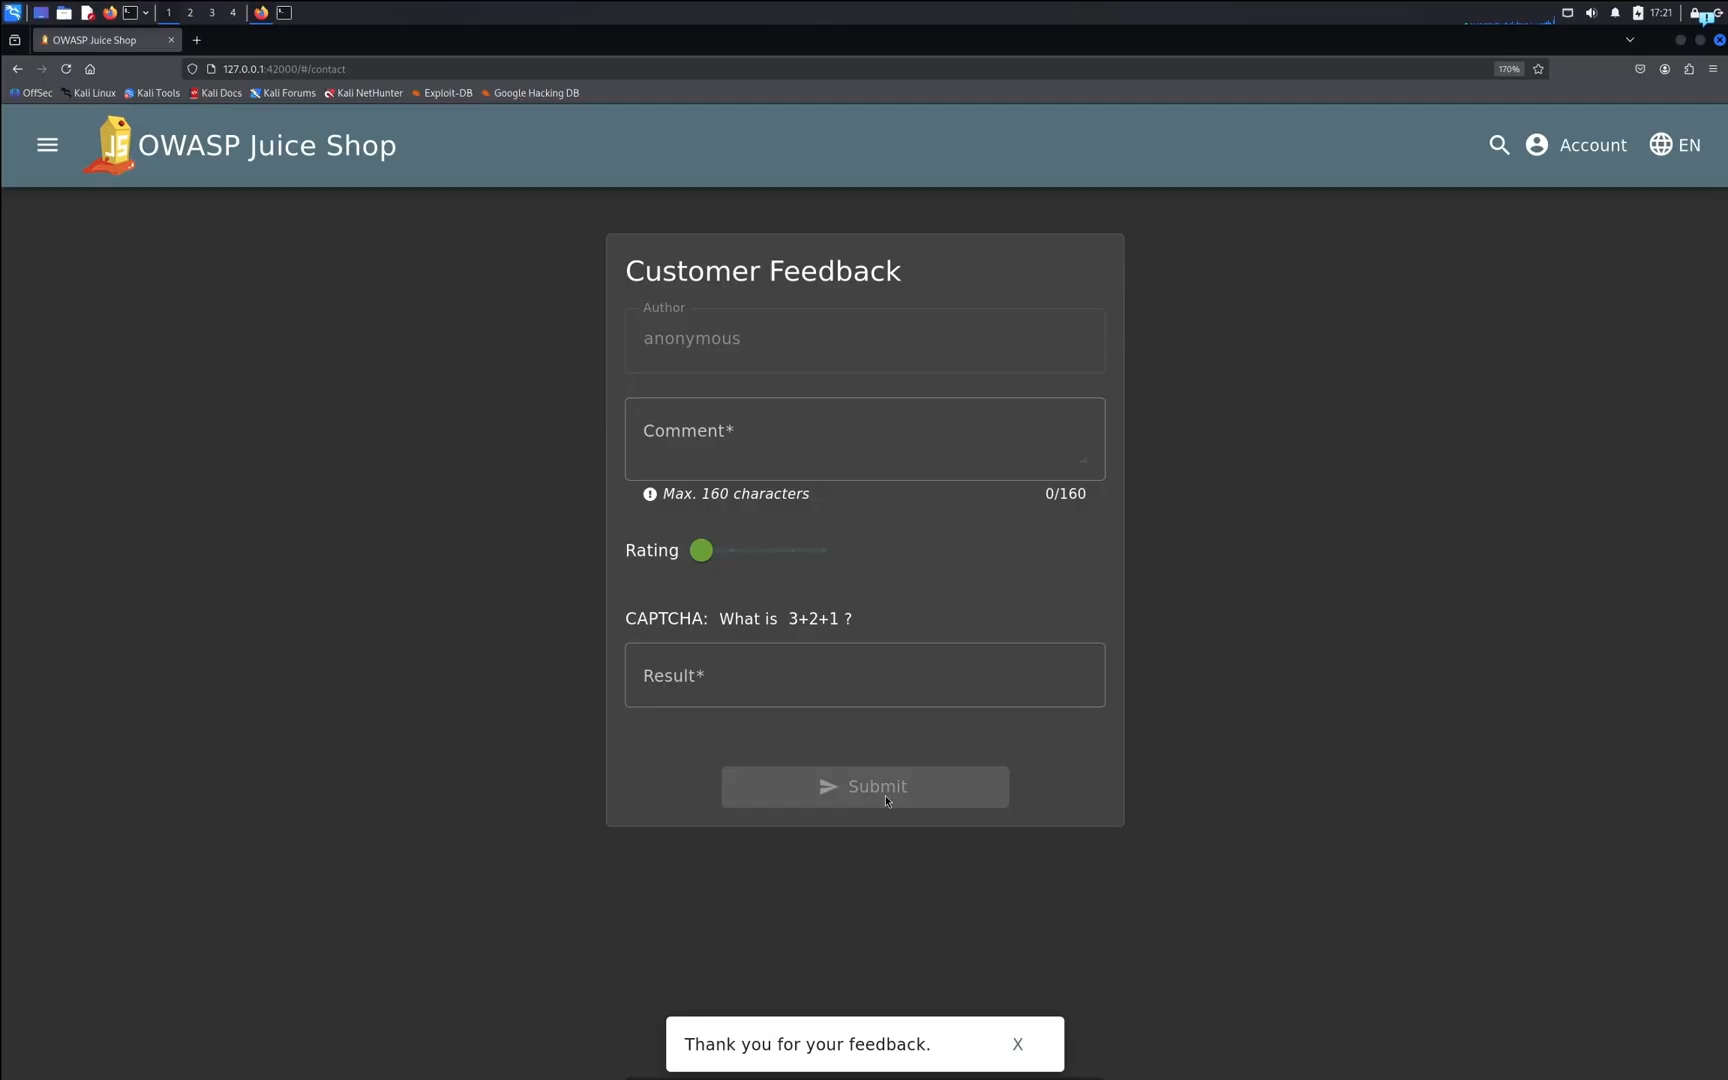 1 2 3 4 17:21
OWASP Juice Shop
127.0.0.1:42000/#/contact 170%
OffSec Kali Linux Kali Tools Kali Docs Kali Forums Kali NetHunter Exploit-DB Google Hacking DB
JS OWASP Juice Shop Account EN
Customer Feedback
Author
anonymous
Comment*
Max. 160 characters 0/160
Rating
CAPTCHA: What is 3+2+1 ?
Result*
Submit
Thank you for your feedback. X